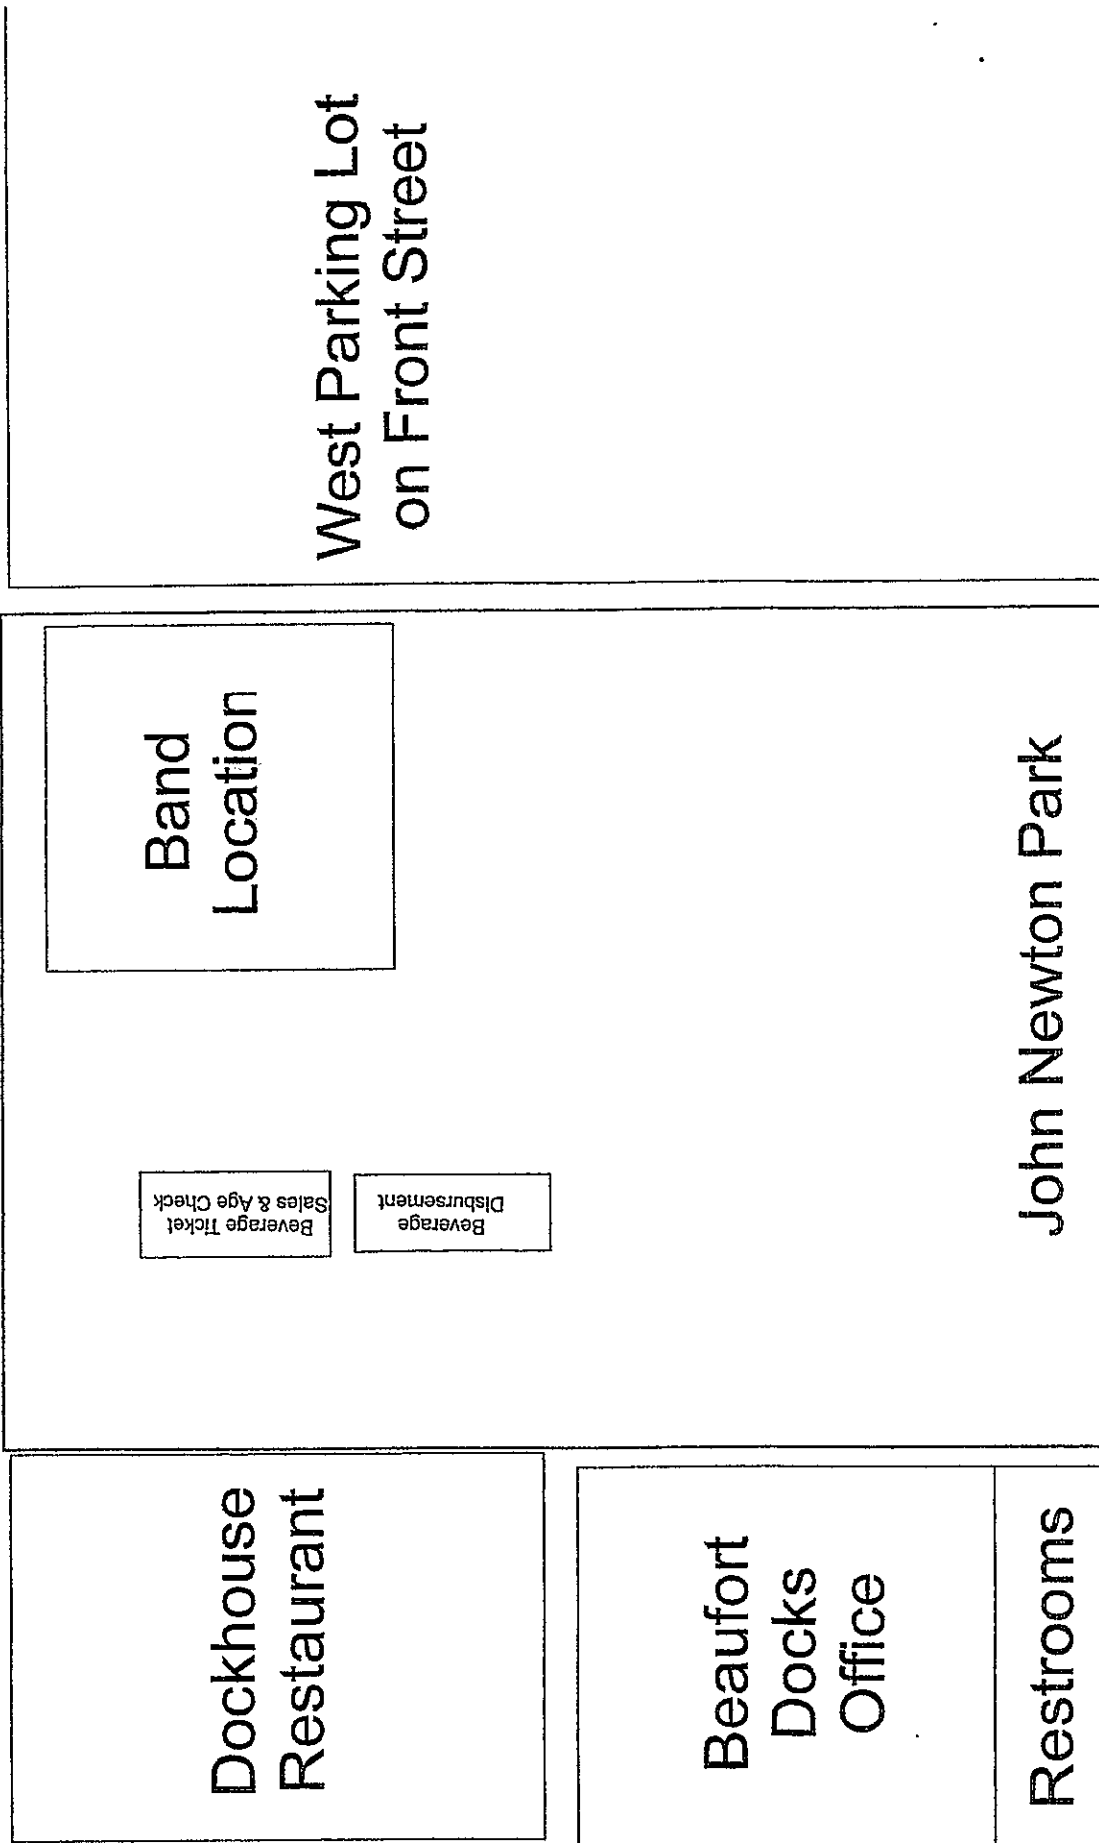 West Parking Lot
on Front Street
Band
Location
Beverage Ticket
Sales & Age Check
Beverage
Disbursement
John Newton Park
Dockhouse
Restaurant
Beaufort
Docks
Office
Restrooms